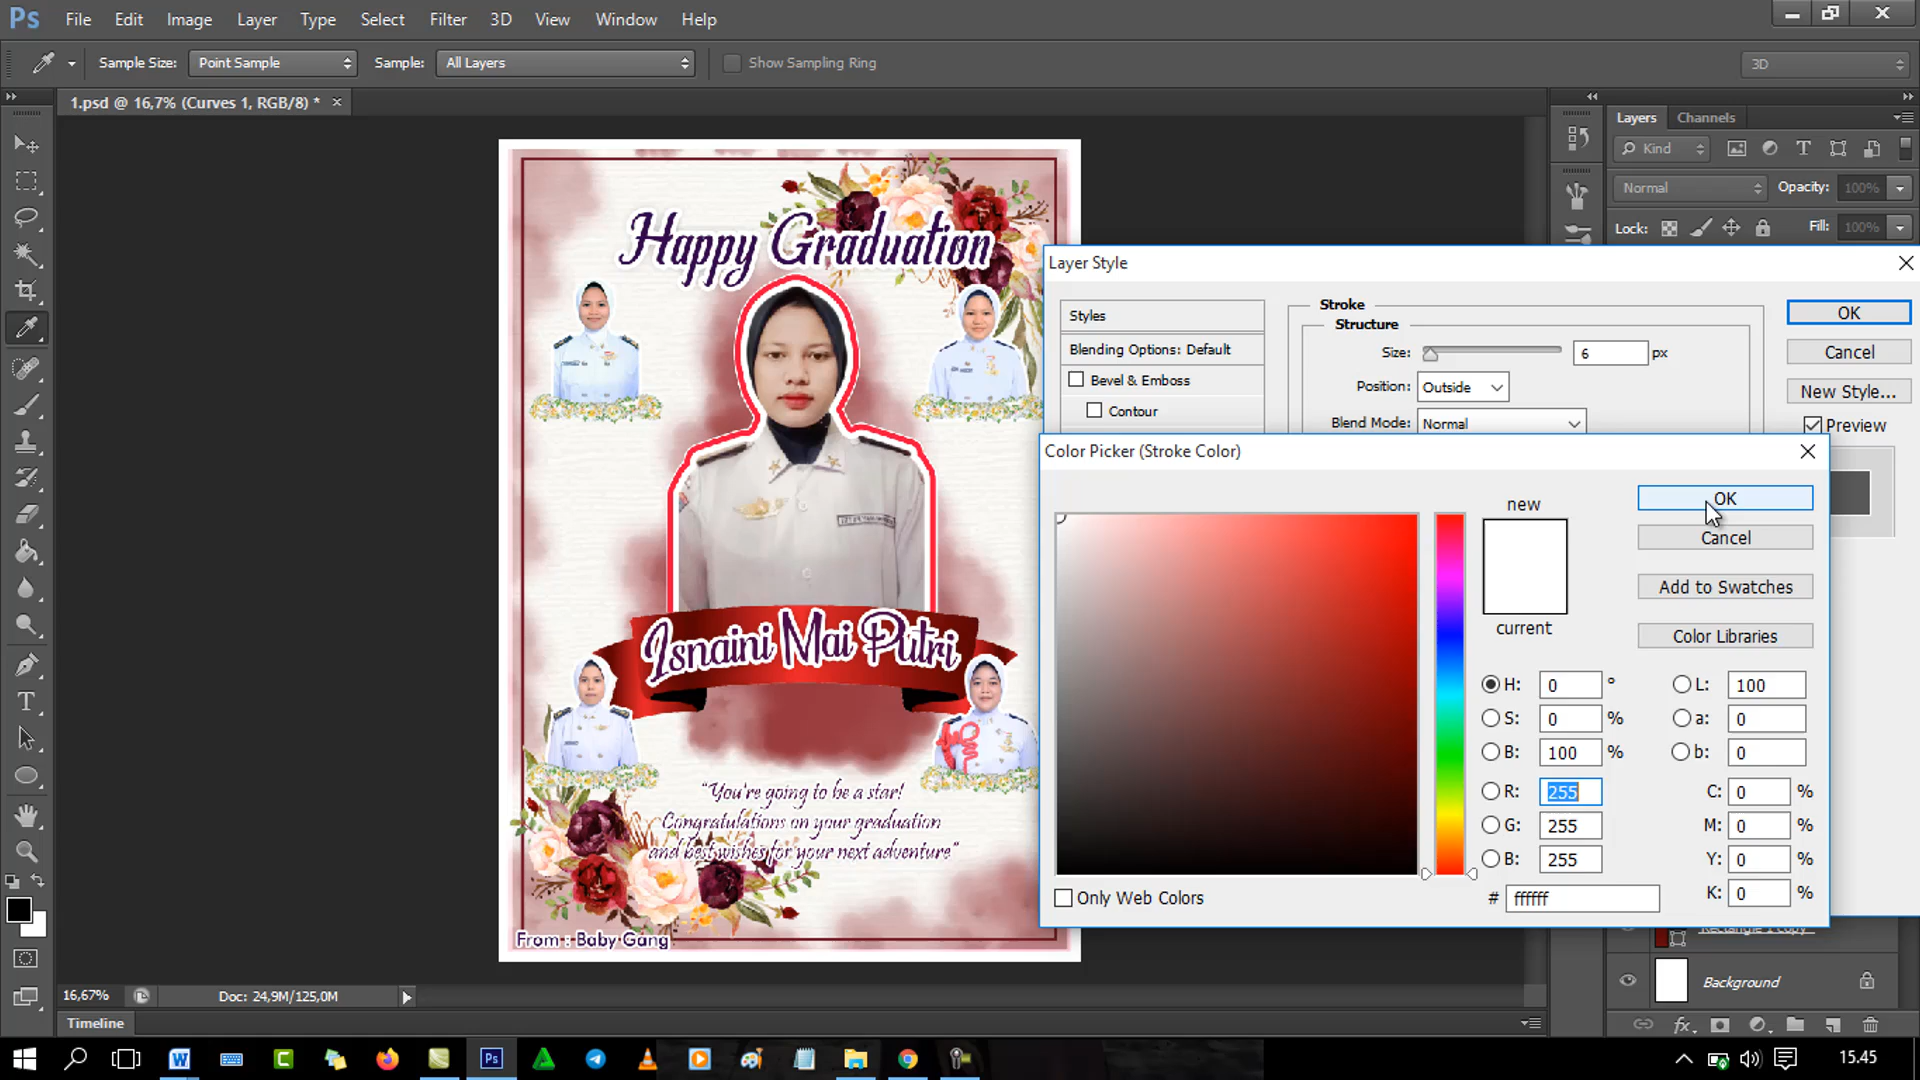 Ps File Edit Image Layer Type Select Filter 3D View Window Help
Sample Size: Point Sample Sample: All Layers Show Sampling Ring 3D
1.psd @ 16,7% (Curves 1, RGB/8) * ×
Layers Channels
Kind
Normal Opacity: 100%
Lock: Fill: 100%
Happy Graduation
Isnaini Mai Putri
"You're going to be a star!
Congratulations on your graduation
and best wishes for your next adventure"
From : Baby Gang
Layer Style
Styles
Blending Options: Default
Bevel & Emboss
Contour
Stroke
Structure
Size: 6 px
Position: Outside
Blend Mode: Normal
OK
Cancel
New Style...
Preview
Color Picker (Stroke Color)
new
current
OK
Cancel
Add to Swatches
Color Libraries
H: 0 °
S: 0 %
B: 100 %
R: 255
G: 255
B: 255
L: 100
a: 0
b: 0
C: 0 %
M: 0 %
Y: 0 %
K: 0 %
# ffffff
Only Web Colors
Rectangle 1 copy
Background
fx
16,67% Doc: 24,9M/125,0M
Timeline
15.45